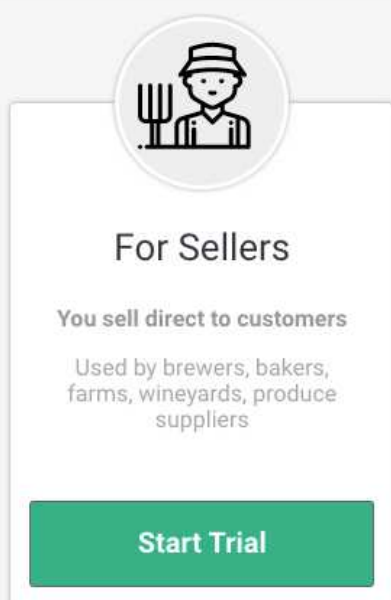 For Sellers
You sell direct to customers
Used by brewers, bakers,
farms, wineyards, produce
suppliers
Start Trial